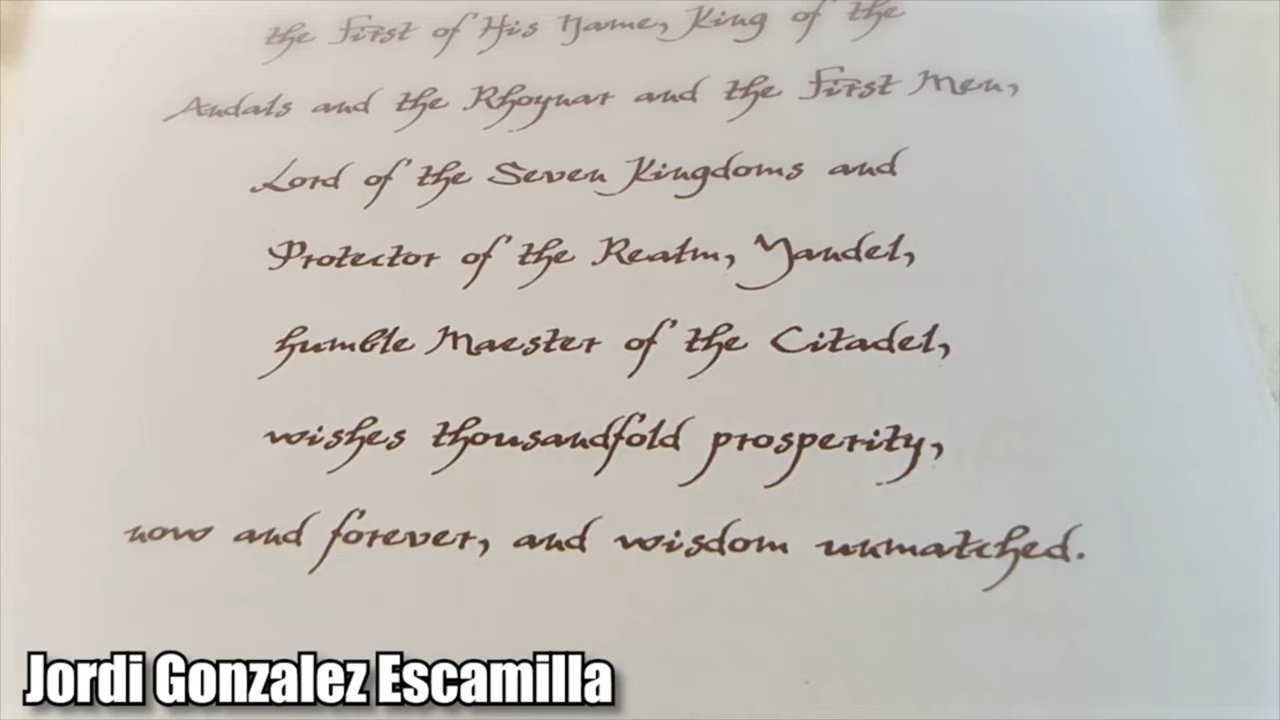 the First of His Name, King of the
Andals and the Rhoynar and the First Men,
Lord of the Seven Kingdoms and
Protector of the Realm, Yandel,
humble Maester of the Citadel,
wishes thousandfold prosperity,
now and forever, and wisdom unmatched.
Jordi Gonzalez Escamilla